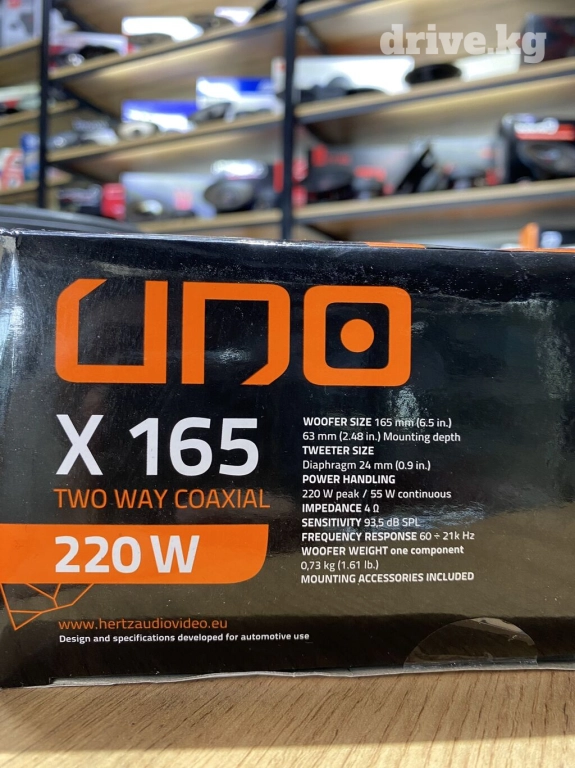 drive.kg
UNO
X 165
TWO WAY COAXIAL
220 W
WOOFER SIZE 165 mm (6.5 in.)
63 mm (2.48 in.) Mounting depth
TWEETER SIZE
Diaphragm 24 mm (0.9 in.)
POWER HANDLING
220 W peak / 55 W continuous
IMPEDANCE 4 Ω
SENSITIVITY 93,5 dB SPL
FREQUENCY RESPONSE 60 ÷ 21k Hz
WOOFER WEIGHT one component
0,73 kg (1.61 lb.)
MOUNTING ACCESSORIES INCLUDED
www.hertzaudiovideo.eu
Design and specifications developed for automotive use